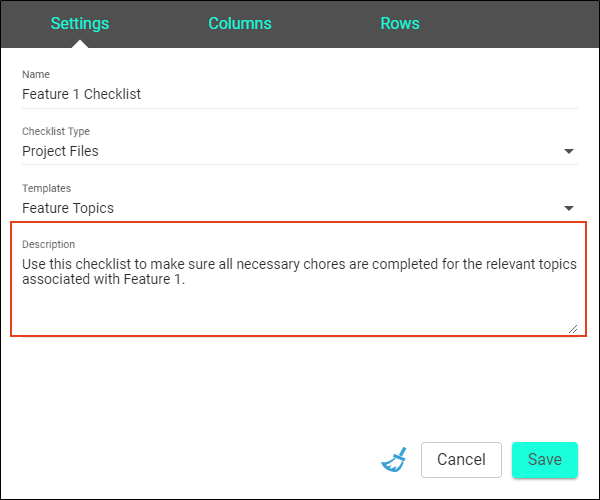 Settings Columns Rows
Name
Feature 1 Checklist
Checklist Type
Project Files
Templates
Feature Topics
Description
Use this checklist to make sure all necessary chores are completed for the relevant topics
associated with Feature 1.
Cancel Save